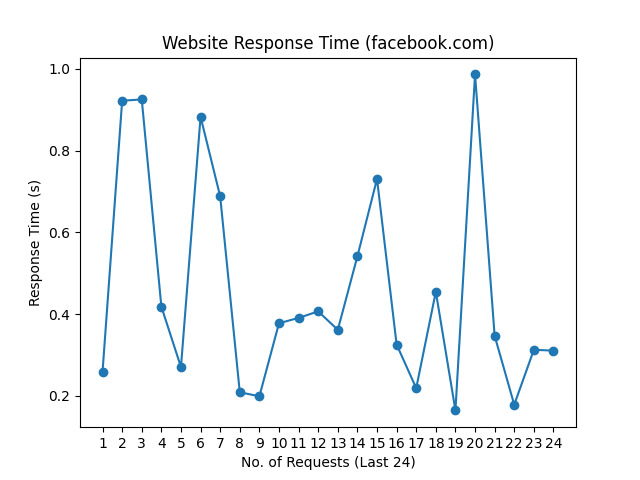 Website Response Time (facebook.com)
1.0
0.8
0.6
0.4
0.2
Response Time (s)
1 2 3 4 5 6 7 8 9 10 11 12 13 14 15 16 17 18 19 20 21 22 23 24
No. of Requests (Last 24)